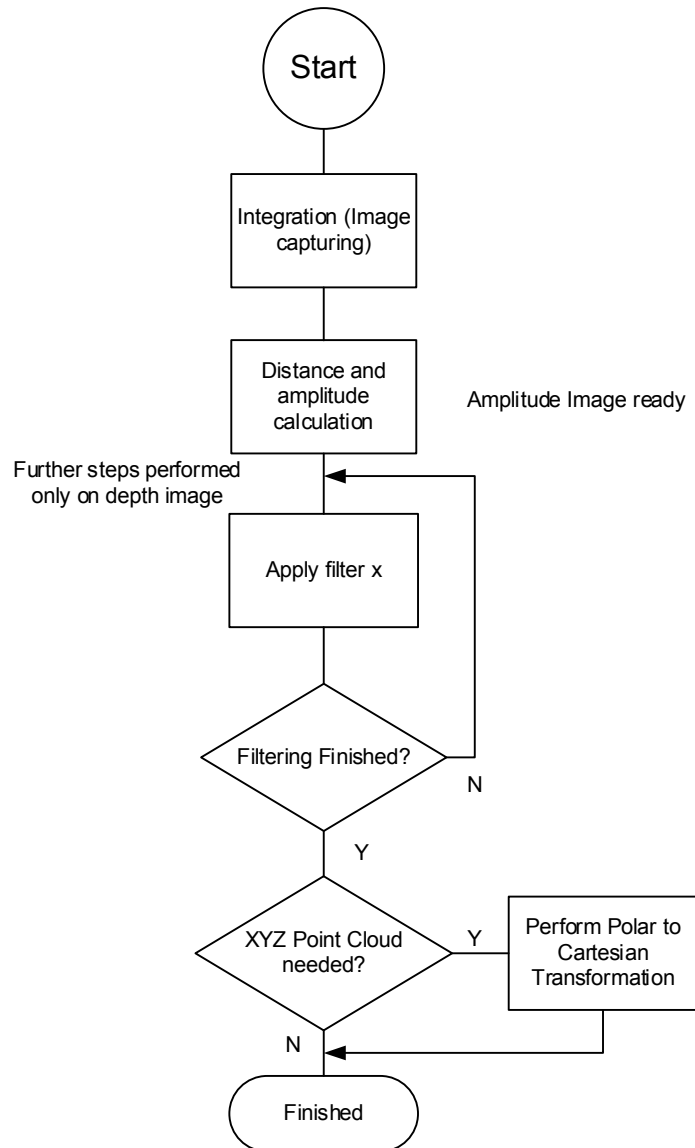 Start
Integration (Image
capturing)
Distance and
amplitude
calculation
Amplitude Image ready
Further steps performed
only on depth image
Apply filter x
Filtering Finished?
N
Y
XYZ Point Cloud
needed?
Y
Perform Polar to
Cartesian
Transformation
N
Finished